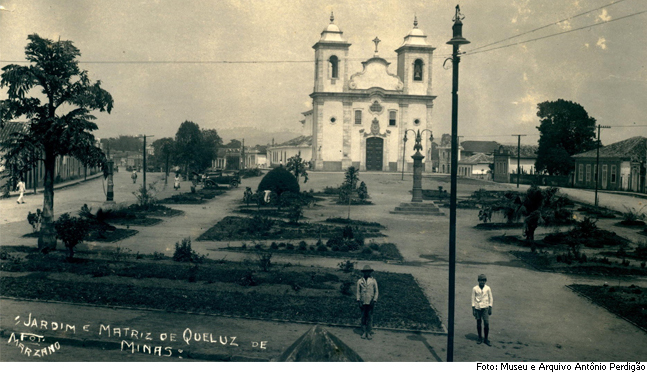 "JARDIM E MATRIZ DE QUELUZ DE
MINAS"
FOT.
MARZANO
Foto: Museu e Arquivo Antônio Perdigão